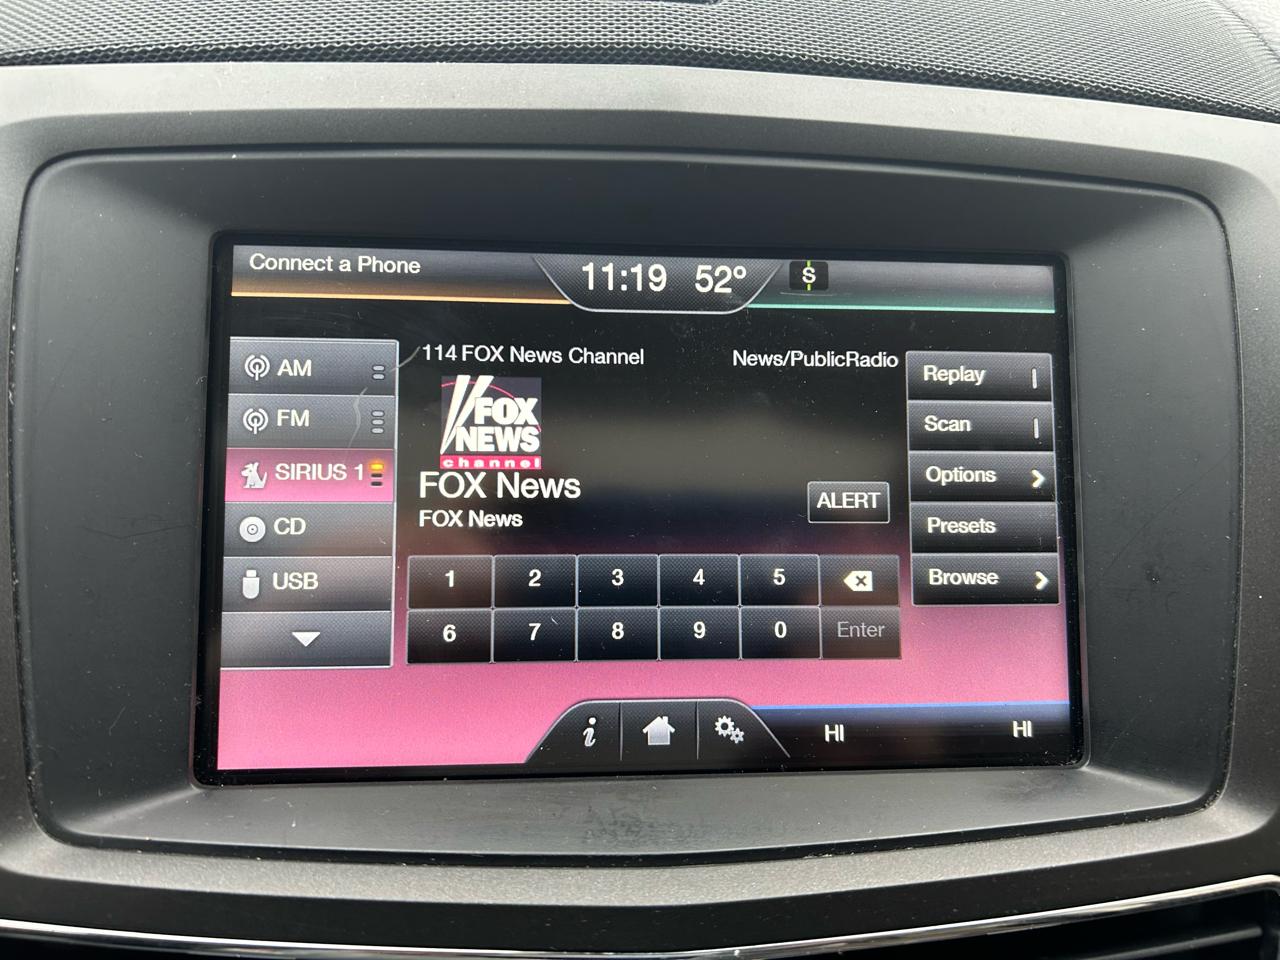 Connect a Phone
11:19 52° S
AM
FM
SIRIUS 1
CD
USB
114 FOX News Channel
News/PublicRadio
FOX
NEWS
channel
FOX News
FOX News
ALERT
1 2 3 4 5
6 7 8 9 0 Enter
Replay
Scan
Options
Presets
Browse
i
HI HI